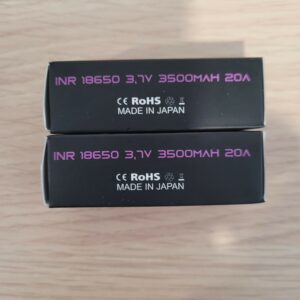 INR 18650 3,7V 3500MAH 20A
CE RoHS
MADE IN JAPAN
INR 18650 3,7V 3500MAH 20A
CE RoHS
MADE IN JAPAN